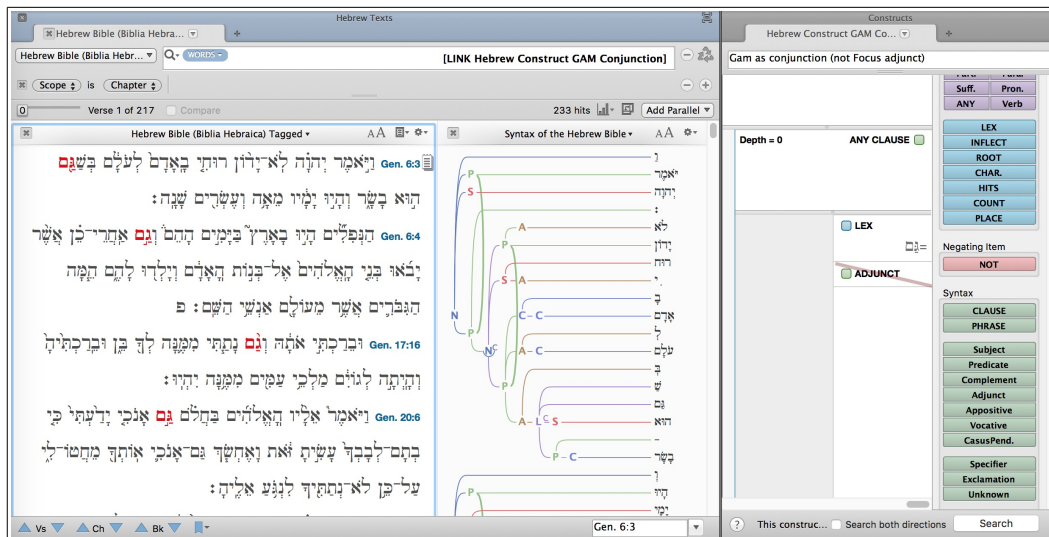 Hebrew Texts
Hebrew Bible (Biblia Hebra...
Hebrew Bible (Biblia Hebr...
WORDS
[LINK Hebrew Construct GAM Conjunction]
Scope is Chapter
0 Verse 1 of 217 Compare 233 hits Add Parallel
Hebrew Bible (Biblia Hebraica) Tagged
AA
Gen. 6:3 וַיֹּ֣אמֶר יְהוָ֗ה לֹֽא־יָד֨וֹן רוּחִ֤י בָֽאָדָם֙ לְעֹלָ֔ם בְּשַׁגַּ֖ם
ה֣וּא בָשָׂ֑ר וְהָי֣וּ יָמָ֔יו מֵאָ֥ה וְעֶשְׂרִ֖ים שָׁנָֽה׃
Gen. 6:4 הַנְּפִלִ֞ים הָי֣וּ בָאָרֶץ֮ בַּיָּמִ֣ים הָהֵם֒ וְגַ֣ם אַֽחֲרֵי־כֵ֗ן אֲשֶׁ֨ר
יָבֹ֜אוּ בְּנֵ֤י הָֽאֱלֹהִים֙ אֶל־בְּנ֣וֹת הָֽאָדָ֔ם וְיָלְד֖וּ לָהֶ֑ם הֵ֧מָּה
הַגִּבֹּרִ֛ים אֲשֶׁ֥ר מֵעוֹלָ֖ם אַנְשֵׁ֥י הַשֵּֽׁם׃ פ
Gen. 17:16 וּבֵרַכְתִּ֣י אֹתָ֔הּ וְגַ֨ם נָתַ֧תִּי מִמֶּ֛נָּה לְךָ֖ בֵּ֑ן וּבֵֽרַכְתִּ֙יהָ֙
וְהָֽיְתָ֣ה לְגוֹיִ֔ם מַלְכֵ֥י עַמִּ֖ים מִמֶּ֥נָּה יִהְיֽוּ׃
Gen. 20:6 וַיֹּאמֶר֩ אֵלָ֨יו הָֽאֱלֹהִ֜ים בַּחֲלֹ֗ם גַּ֣ם אָנֹכִ֤י יָדַ֙עְתִּי֙ כִּ֤י
בְתָם־לְבָבְךָ֙ עָשִׂ֣יתָ זֹּ֔את וָאֶחְשֹׂ֧ךְ גַּם־אָנֹכִ֛י אֽוֹתְךָ֖ מֵחֲטוֹ־לִ֑י
עַל־כֵּ֥ן לֹא־נְתַתִּ֖יךָ לִנְגֹּ֥עַ אֵלֶֽיהָ׃
Syntax of the Hebrew Bible
AA
וַ
P יֹּאמֶר
S יְהוָה
:
A לֹא
P יָדוֹן
רוּחַ
S A ִי
בָ
C C אָדָם
N P לְ
N C A C עֹלָם
בְּ
P שַׁ
גַּם
A L C S הוּא
-
P C בָשָׂר
וְ
P הָיוּ
יְמֵי
Vs Ch Bk Gen. 6:3
Constructs
Hebrew Construct GAM Co...
Gam as conjunction (not Focus adjunct)
Depth = 0 ANY CLAUSE
LEX
=גַּם
ADJUNCT
Suff. Pron.
ANY Verb
LEX
INFLECT
ROOT
CHAR.
HITS
COUNT
PLACE
Negating Item
NOT
Syntax
CLAUSE
PHRASE
Subject
Predicate
Complement
Adjunct
Appositive
Vocative
CasusPend.
Specifier
Exclamation
Unknown
? This construc... Search both directions Search